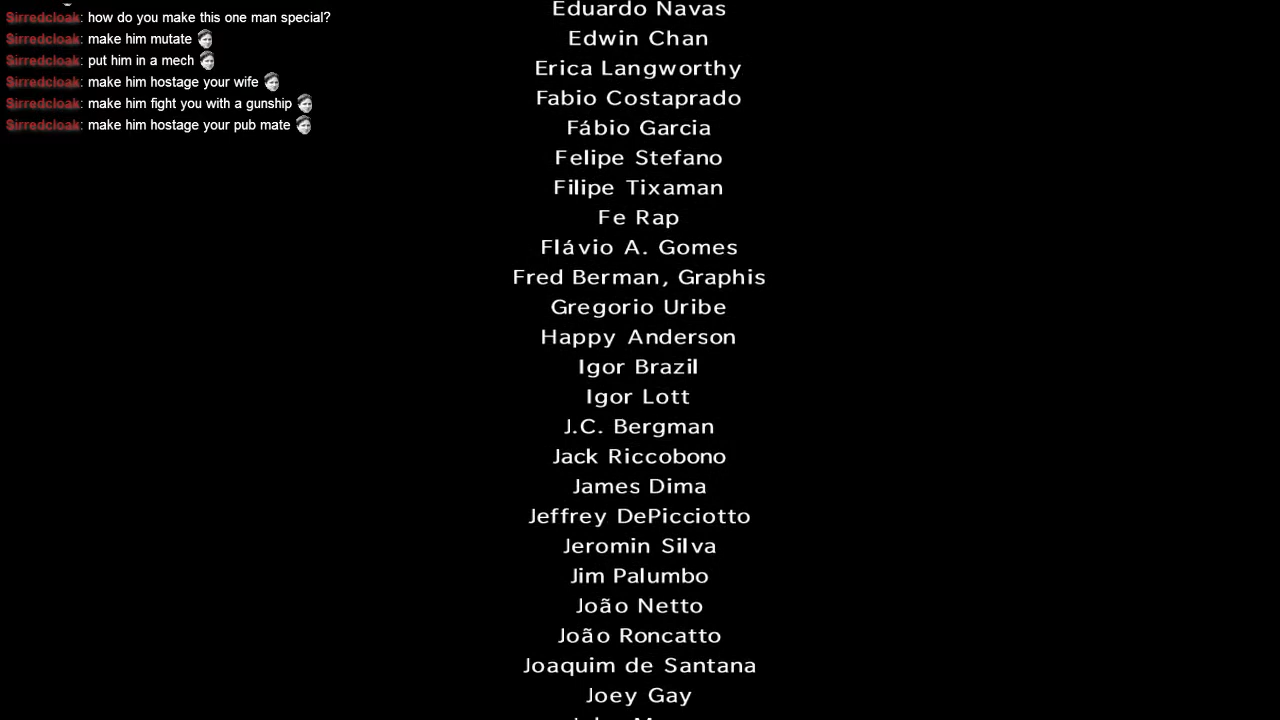 Sirredcloak: how do you make this one man special?
Sirredcloak: make him mutate
Sirredcloak: put him in a mech
Sirredcloak: make him hostage your wife
Sirredcloak: make him fight you with a gunship
Sirredcloak: make him hostage your pub mate
Eduardo Navas
Edwin Chan
Erica Langworthy
Fabio Costaprado
Fábio Garcia
Felipe Stefano
Filipe Tixaman
Fe Rap
Flávio A. Gomes
Fred Berman, Graphis
Gregorio Uribe
Happy Anderson
Igor Brazil
Igor Lott
J.C. Bergman
Jack Riccobono
James Dima
Jeffrey DePicciotto
Jeromin Silva
Jim Palumbo
João Netto
João Roncatto
Joaquim de Santana
Joey Gay